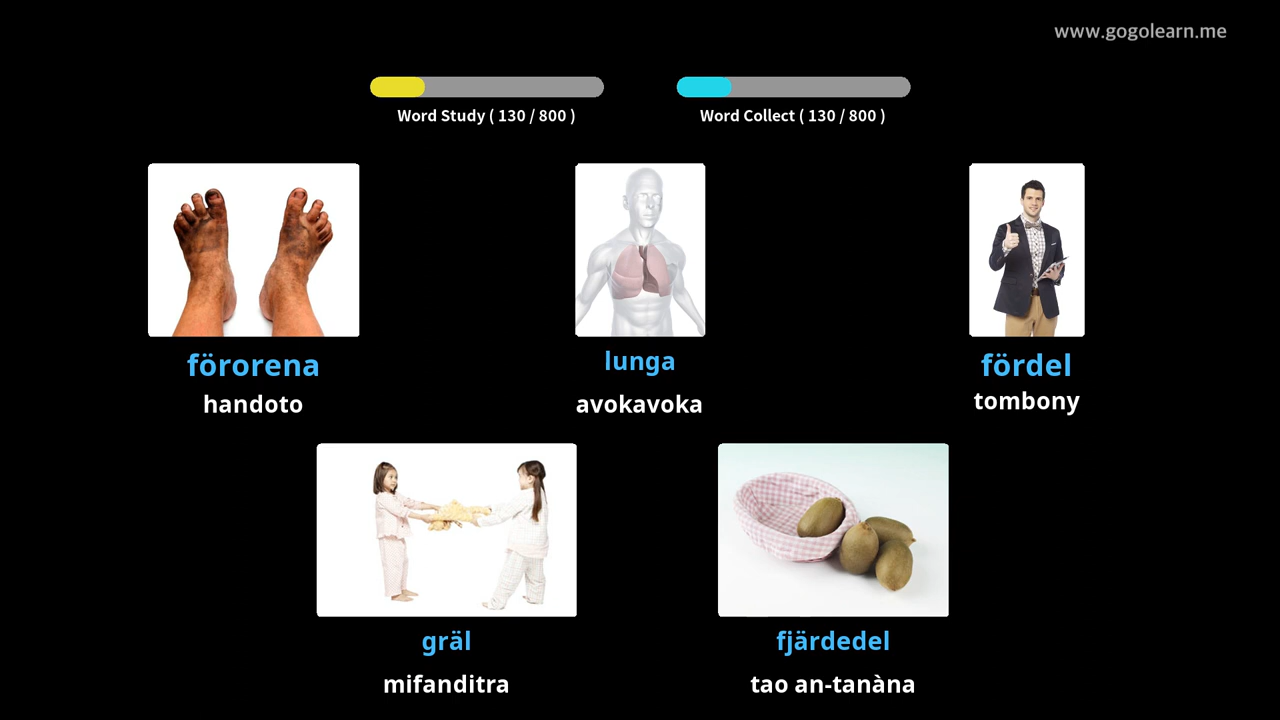 www.gogolearn.me
Word Study ( 130 / 800 )
Word Collect ( 130 / 800 )
förorena
lunga
fördel
handoto
avokavoka
tombony
gräl
fjärdedel
mifanditra
tao an-tanàna